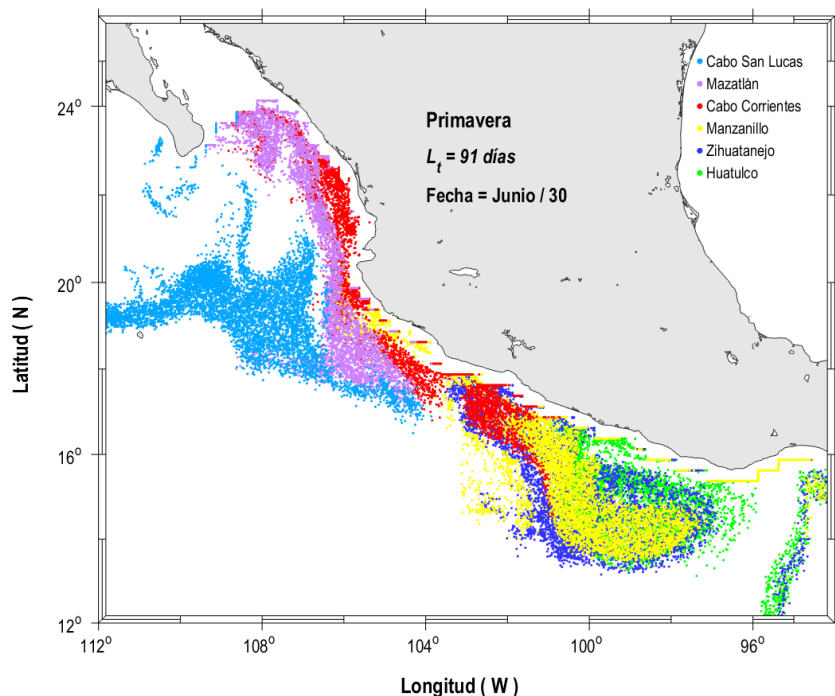 Cabo San Lucas
Mazatlán
Cabo Corrientes
Manzanillo
Zihuatanejo
Huatulco
Primavera
L_t = 91 días
Fecha = Junio / 30
24°
20°
16°
12°
Latitud ( N )
112° 108° 104° 100° 96°
Longitud ( W )